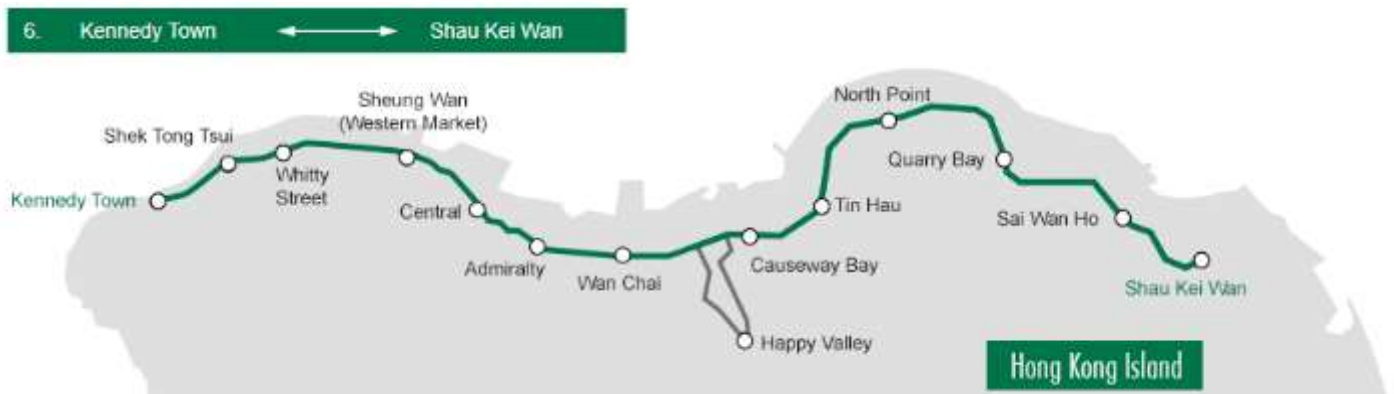 6. Kennedy Town Shau Kei Wan
Sheung Wan
(Western Market)
North Point
Shek Tong Tsui
Quarry Bay
Whitty
Street
Kennedy Town
Central
Tin Hau
Sai Wan Ho
Admiralty
Wan Chai
Causeway Bay
Shau Kei Wan
Happy Valley
Hong Kong Island